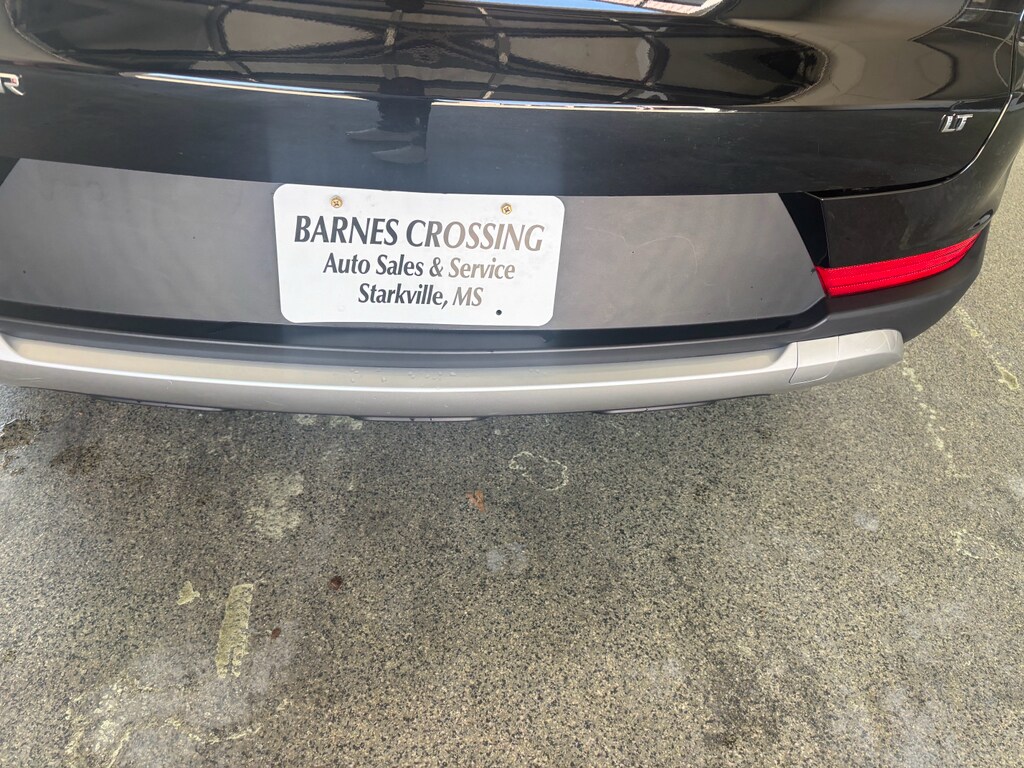 R
LT
BARNES CROSSING
Auto Sales & Service
Starkville, MS